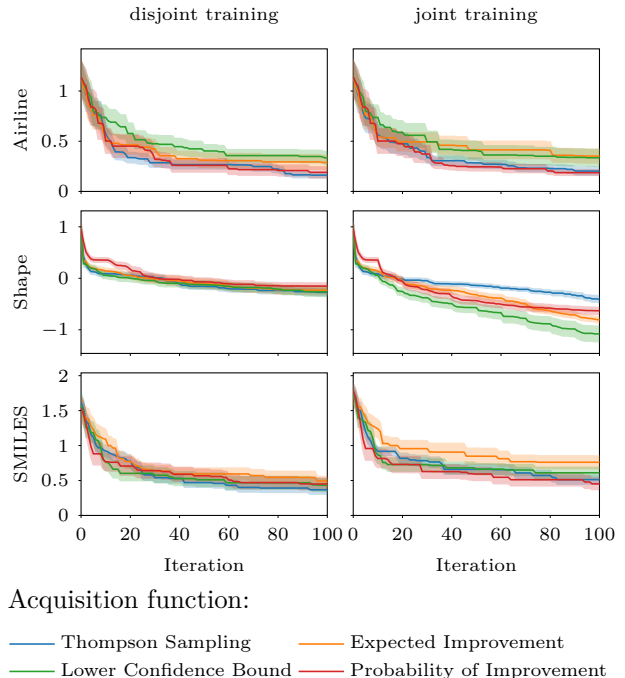 disjoint training joint training
Airline
1
0.5
0
Shape
1
0
−1
SMILES
2
1.5
1
0.5
0
0 20 40 60 80 100 0 20 40 60 80 100
Iteration Iteration
Acquisition function:
Thompson Sampling Expected Improvement
Lower Confidence Bound Probability of Improvement